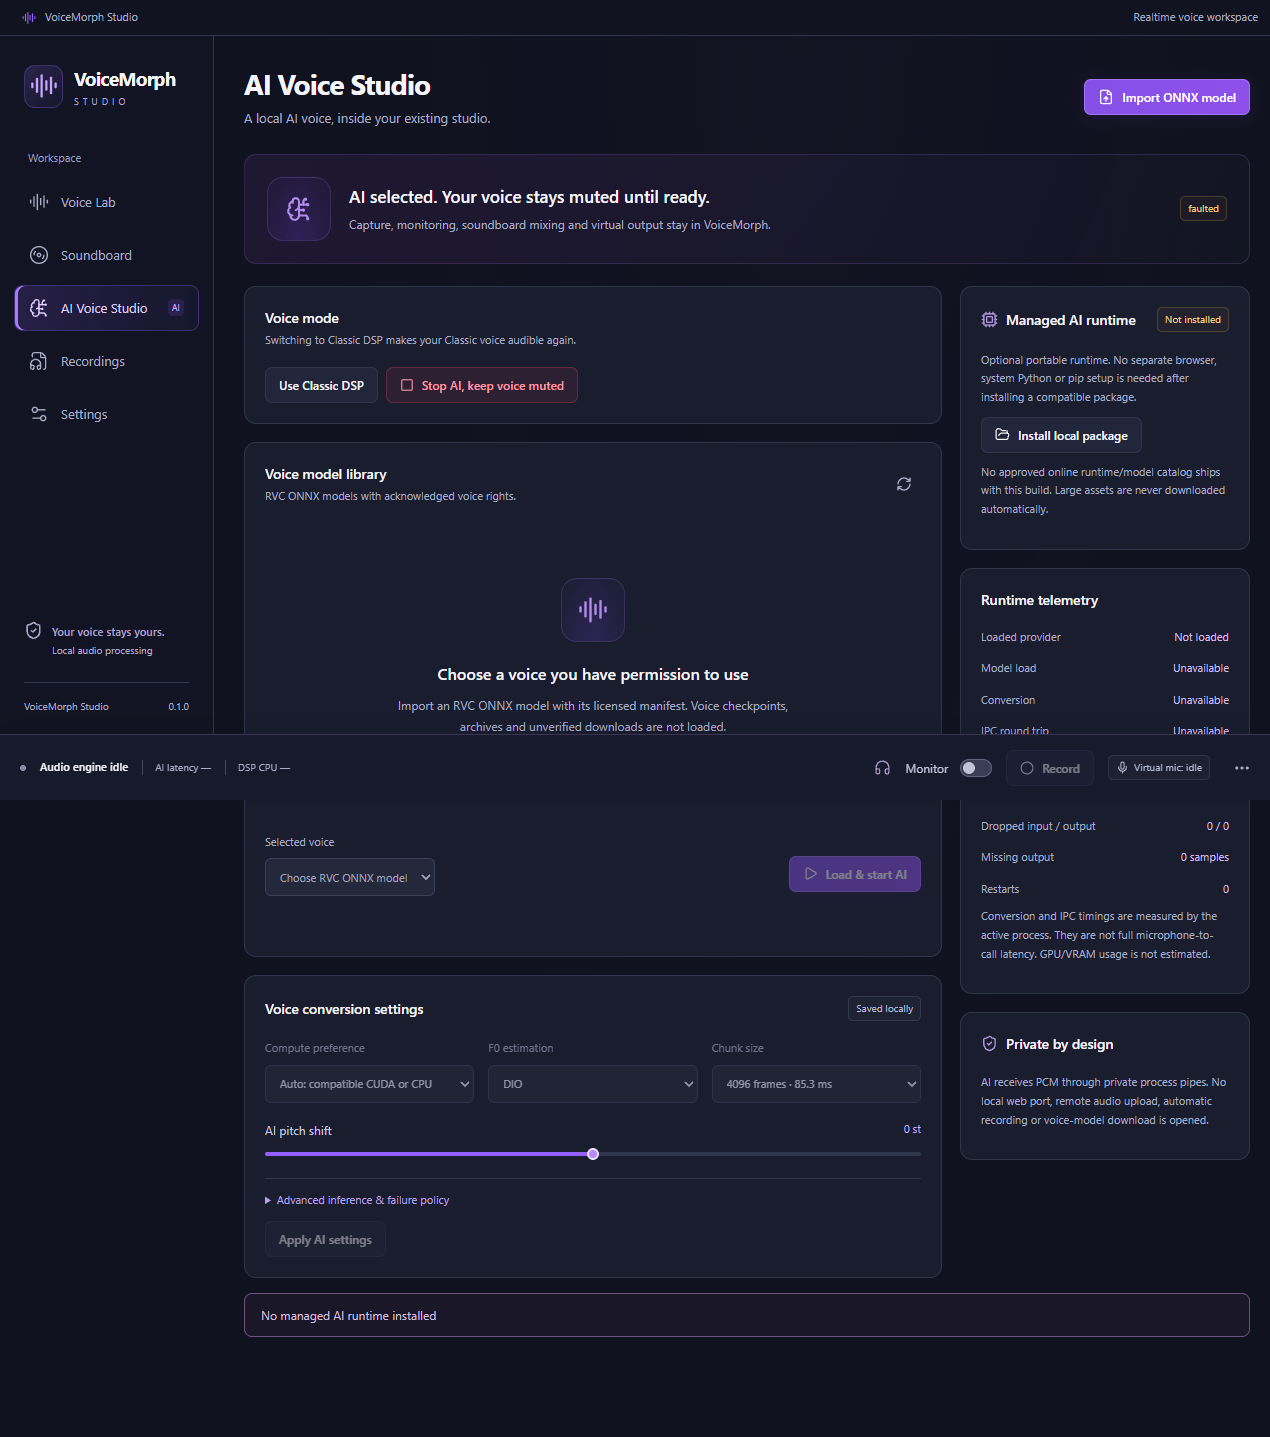 VoiceMorph Studio
Realtime voice workspace
VoiceMorph
STUDIO
Workspace
Voice Lab
Soundboard
AI Voice Studio
AI
Recordings
Settings
Your voice stays yours.
Local audio processing
VoiceMorph Studio
0.1.0
AI Voice Studio
A local AI voice, inside your existing studio.
Import ONNX model
AI selected. Your voice stays muted until ready.
Capture, monitoring, soundboard mixing and virtual output stay in VoiceMorph.
faulted
Voice mode
Switching to Classic DSP makes your Classic voice audible again.
Use Classic DSP
Stop AI, keep voice muted
Voice model library
RVC ONNX models with acknowledged voice rights.
Choose a voice you have permission to use
Import an RVC ONNX model with its licensed manifest. Voice checkpoints,
archives and unverified downloads are not loaded.
Managed AI runtime
Not installed
Optional portable runtime. No separate browser,
system Python or pip setup is needed after
installing a compatible package.
Install local package
No approved online runtime/model catalog ships
with this build. Large assets are never downloaded
automatically.
Runtime telemetry
Loaded provider
Not loaded
Model load
Unavailable
Conversion
Unavailable
IPC round trip
Unavailable
Audio engine idle
AI latency —
DSP CPU —
Monitor
Record
Virtual mic: idle
Selected voice
Choose RVC ONNX model
Load & start AI
Dropped input / output
0 / 0
Missing output
0 samples
Restarts
0
Conversion and IPC timings are measured by the
active process. They are not full microphone-to-
call latency. GPU/VRAM usage is not estimated.
Voice conversion settings
Saved locally
Compute preference
F0 estimation
Chunk size
Auto: compatible CUDA or CPU
DIO
4096 frames · 85.3 ms
AI pitch shift
0 st
Advanced inference & failure policy
Apply AI settings
Private by design
AI receives PCM through private process pipes. No
local web port, remote audio upload, automatic
recording or voice-model download is opened.
No managed AI runtime installed